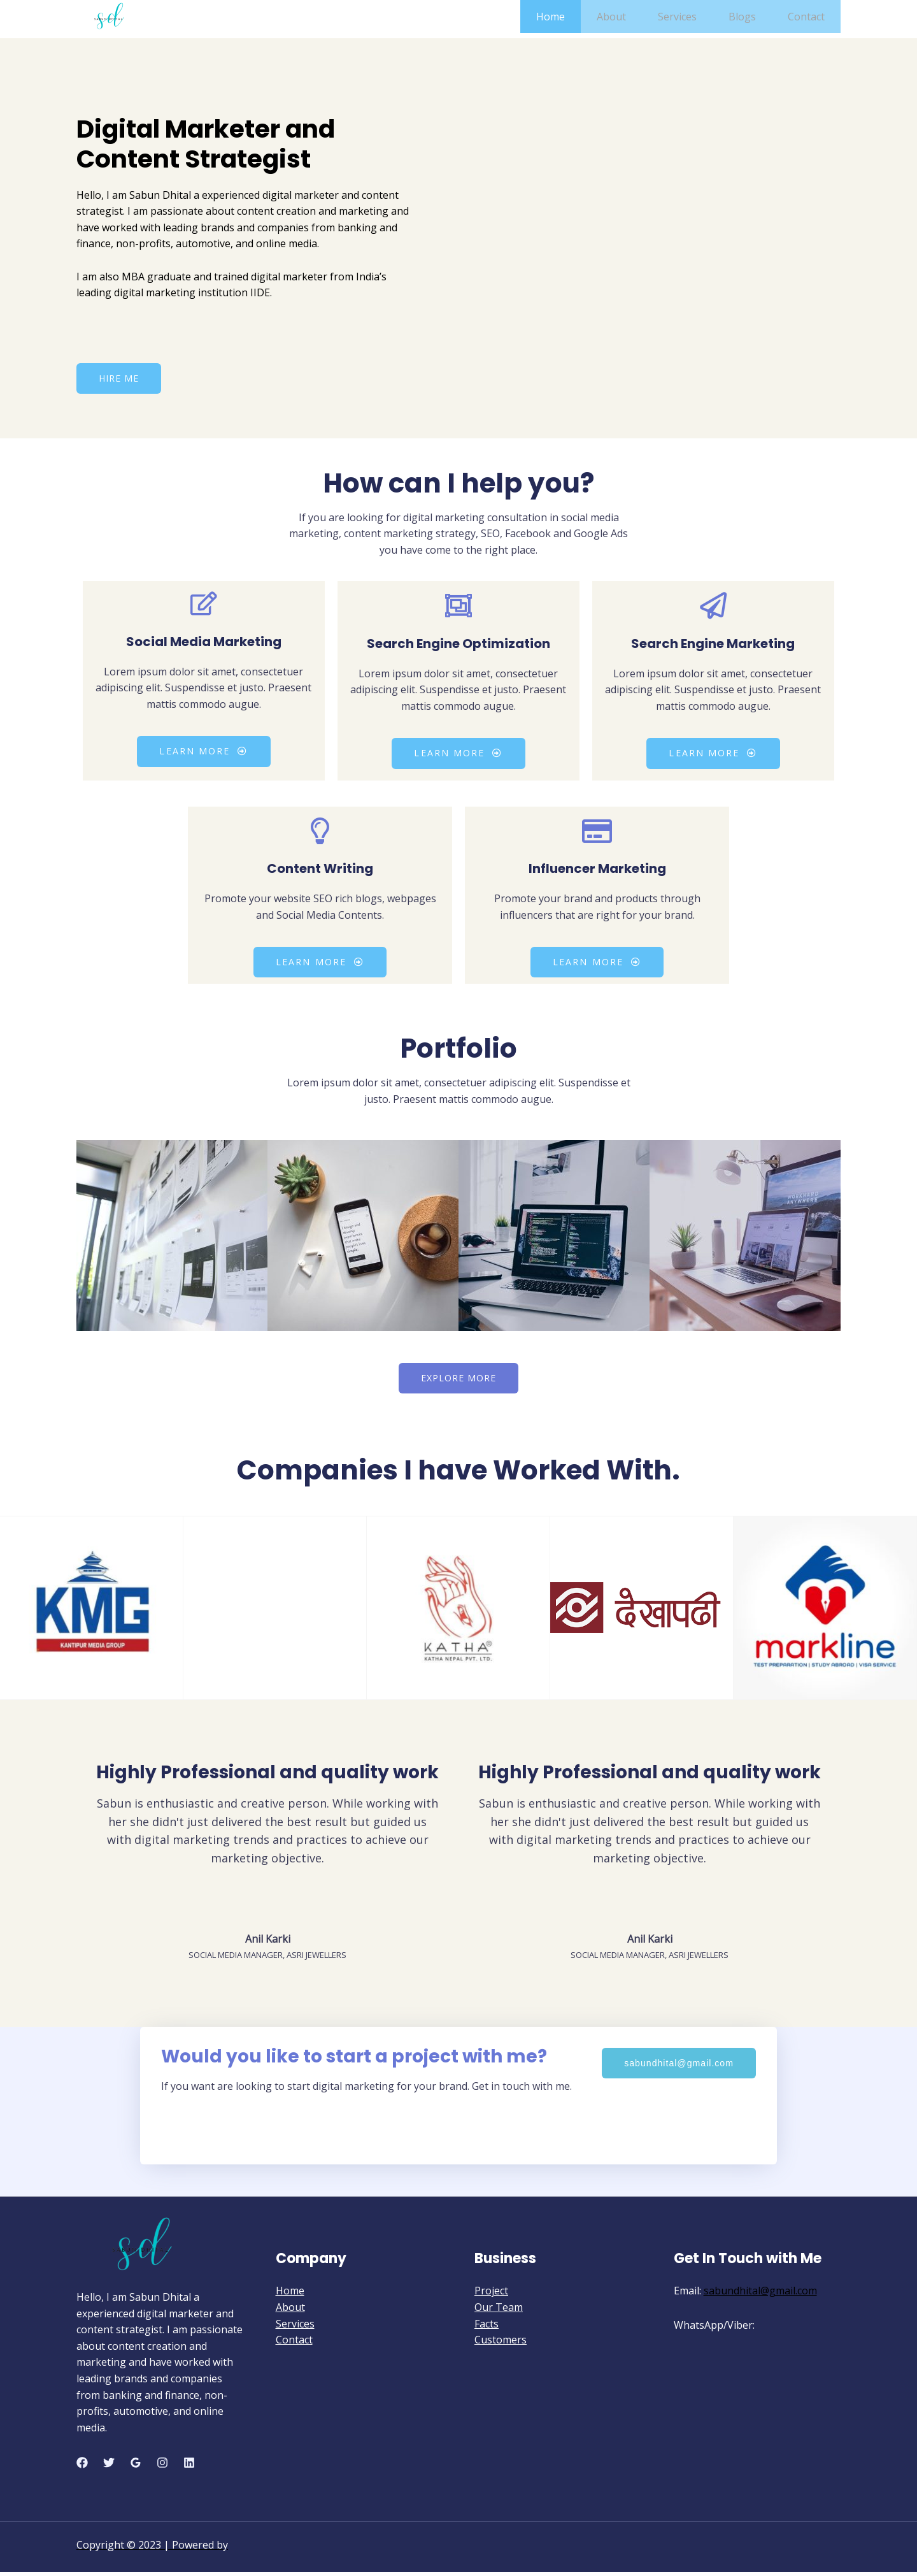 sd
Home About Services Blogs Contact
Digital Marketer and
Content Strategist
Hello, I am Sabun Dhital a experienced digital marketer and content
strategist. I am passionate about content creation and marketing and
have worked with leading brands and companies from banking and
finance, non-profits, automotive, and online media.
I am also MBA graduate and trained digital marketer from India’s
leading digital marketing institution IIDE.
HIRE ME
How can I help you?
If you are looking for digital marketing consultation in social media
marketing, content marketing strategy, SEO, Facebook and Google Ads
you have come to the right place.
Social Media Marketing
Lorem ipsum dolor sit amet, consectetuer
adipiscing elit. Suspendisse et justo. Praesent
mattis commodo augue.
LEARN MORE
Search Engine Optimization
Lorem ipsum dolor sit amet, consectetuer
adipiscing elit. Suspendisse et justo. Praesent
mattis commodo augue.
LEARN MORE
Search Engine Marketing
Lorem ipsum dolor sit amet, consectetuer
adipiscing elit. Suspendisse et justo. Praesent
mattis commodo augue.
LEARN MORE
Content Writing
Promote your website SEO rich blogs, webpages
and Social Media Contents.
LEARN MORE
Influencer Marketing
Promote your brand and products through
influencers that are right for your brand.
LEARN MORE
Portfolio
Lorem ipsum dolor sit amet, consectetuer adipiscing elit. Suspendisse et
justo. Praesent mattis commodo augue.
EXPLORE MORE
Companies I have Worked With.
KMG
KANTIPUR MEDIA GROUP
KATHA®
KATHA NEPAL PVT. LTD.
देखापढी
markline
TEST PREPARATION | STUDY ABROAD | VISA SERVICE
Highly Professional and quality work
Sabun is enthusiastic and creative person. While working with
her she didn't just delivered the best result but guided us
with digital marketing trends and practices to achieve our
marketing objective.
Anil Karki
SOCIAL MEDIA MANAGER, ASRI JEWELLERS
Highly Professional and quality work
Sabun is enthusiastic and creative person. While working with
her she didn't just delivered the best result but guided us
with digital marketing trends and practices to achieve our
marketing objective.
Anil Karki
SOCIAL MEDIA MANAGER, ASRI JEWELLERS
Would you like to start a project with me?
If you want are looking to start digital marketing for your brand. Get in touch with me.
sabundhital@gmail.com
sd
Hello, I am Sabun Dhital a
experienced digital marketer and
content strategist. I am passionate
about content creation and
marketing and have worked with
leading brands and companies
from banking and finance, non-
profits, automotive, and online
media.
Company
Home
About
Services
Contact
Business
Project
Our Team
Facts
Customers
Get In Touch with Me
Email: sabundhital@gmail.com
WhatsApp/Viber:
Copyright © 2023 | Powered by